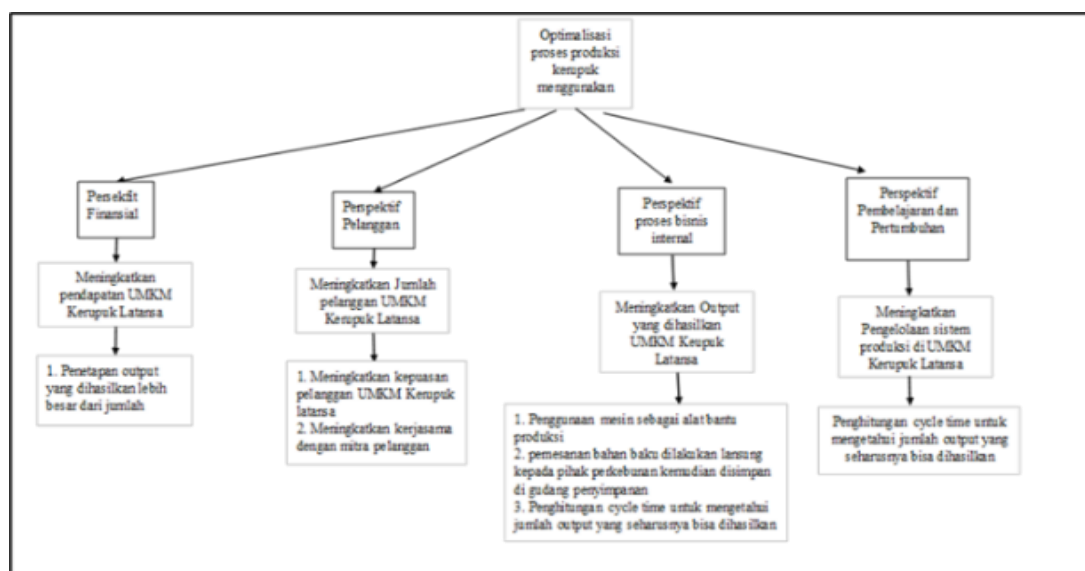 Optimalisasi
proses produksi
kerupuk
menggunakan
Persekfit
Finansial
Meningkatkan
pendapatan UMKM
Kerupuk Latansa
1. Penetapan output
yang dihasilkan lebih
besar dari jumlah
Perspektif
Pelanggan
Meningkatkan Jumlah
pelanggan UMKM
Kerupuk Latansa
1. Meningkatkan kepuasan
pelanggan UMKM Kerupuk
latansa
2. Meningkatkan kerjasama
dengan mitra pelanggan
Perspektif
proses bisnis
internal
Meningkatkan Output
yang dihasilkan
UMKM Keupuk
Latansa
1. Penggunaan mesin sebagai alat bantu
produksi
2. pemesanan bahan baku dilakukan lansung
kepada pihak perkebunan kemudian disimpan
di gudang penyimpanan
3. Penghitungan cycle time untuk mengetahui
jumlah output yang seharusnya bisa dihasilkan
Perspektif
Pembelajaran dan
Pertumbuhan
Meningkatkan
Pengelolaan sistem
produksi di UMKM
Kerupuk Latansa
Penghitungan cycle time untuk
mengetahui jumlah output yang
seharusnya bisa dihasilkan